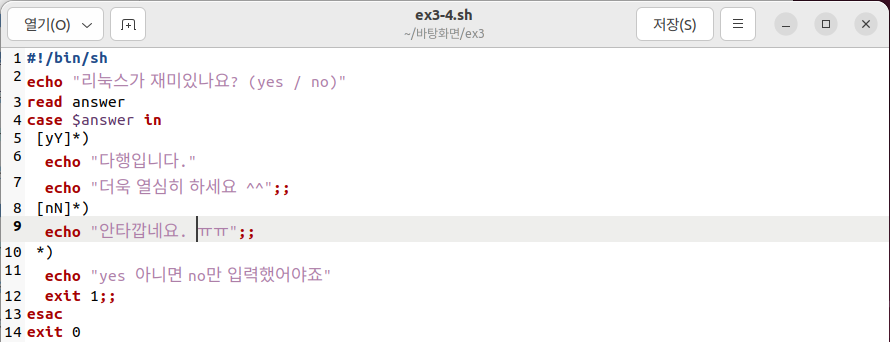 열기(O)
ex3-4.sh
~/바탕화면/ex3
저장(S)
1 #!/bin/sh
2 echo "리눅스가 재미있나요? (yes / no)"
3 read answer
4 case $answer in
5  [yY]*)
6   echo "다행입니다."
7   echo "더욱 열심히 하세요 ^^";;
8  [nN]*)
9   echo "안타깝네요. ㅠㅠ";;
10  *)
11   echo "yes 아니면 no만 입력했어야죠"
12   exit 1;;
13 esac
14 exit 0